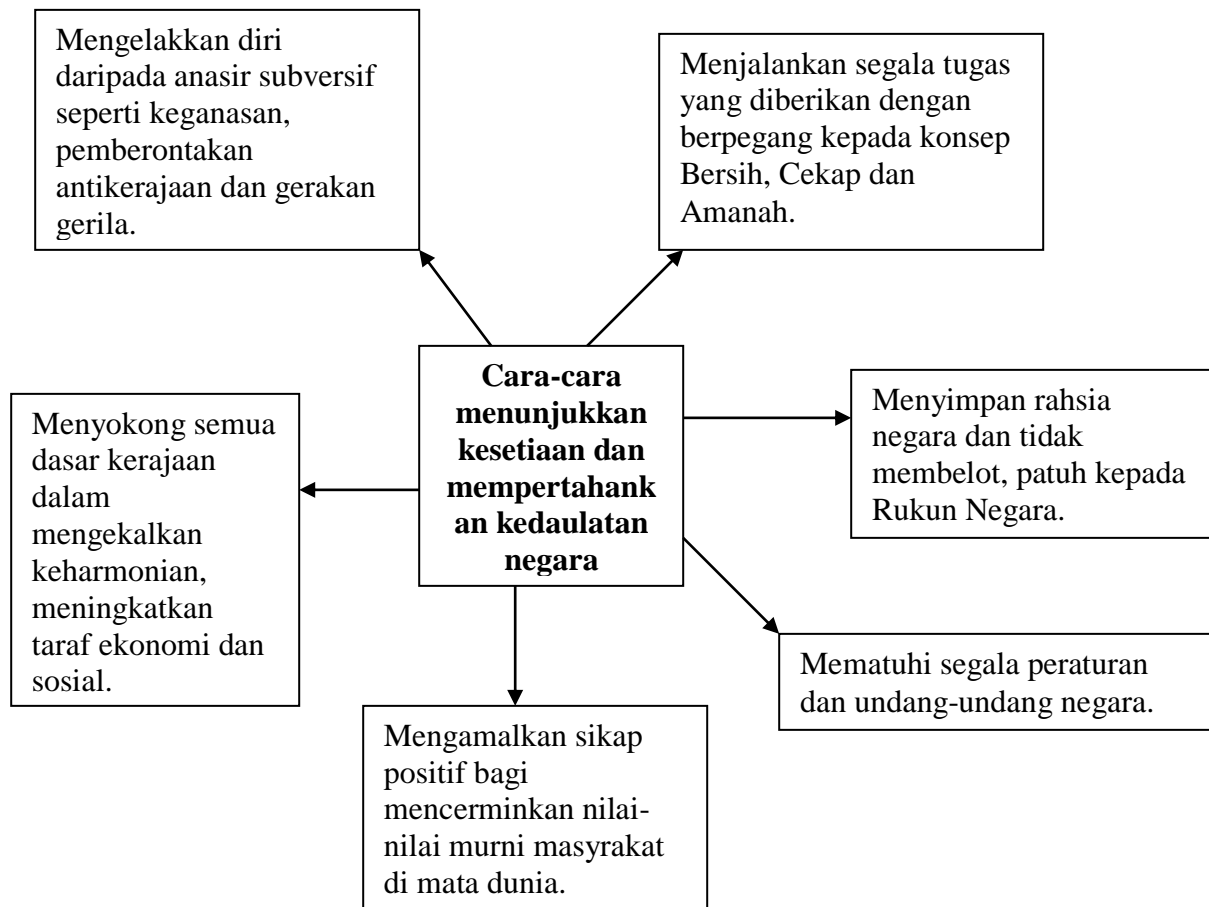 Mengelakkan diri
daripada anasir subversif
seperti keganasan,
pemberontakan
antikerajaan dan gerakan
gerila.
Menjalankan segala tugas
yang diberikan dengan
berpegang kepada konsep
Bersih, Cekap dan
Amanah.
Cara-cara
menunjukkan
kesetiaan dan
mempertahank
an kedaulatan
negara
Menyimpan rahsia
negara dan tidak
membelot, patuh kepada
Rukun Negara.
Menyokong semua
dasar kerajaan
dalam
mengekalkan
keharmonian,
meningkatkan
taraf ekonomi dan
sosial.
Mematuhi segala peraturan
dan undang-undang negara.
Mengamalkan sikap
positif bagi
mencerminkan nilai-
nilai murni masyrakat
di mata dunia.